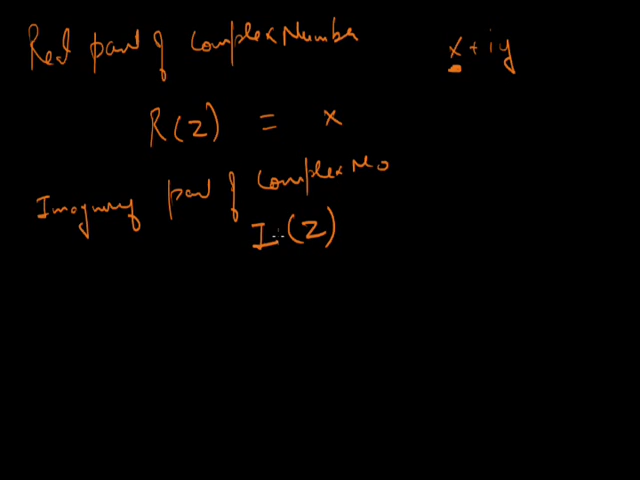 Real part of Complex Number
x + iy
R(z) = x
Imaginary part of Complex No
I (z)